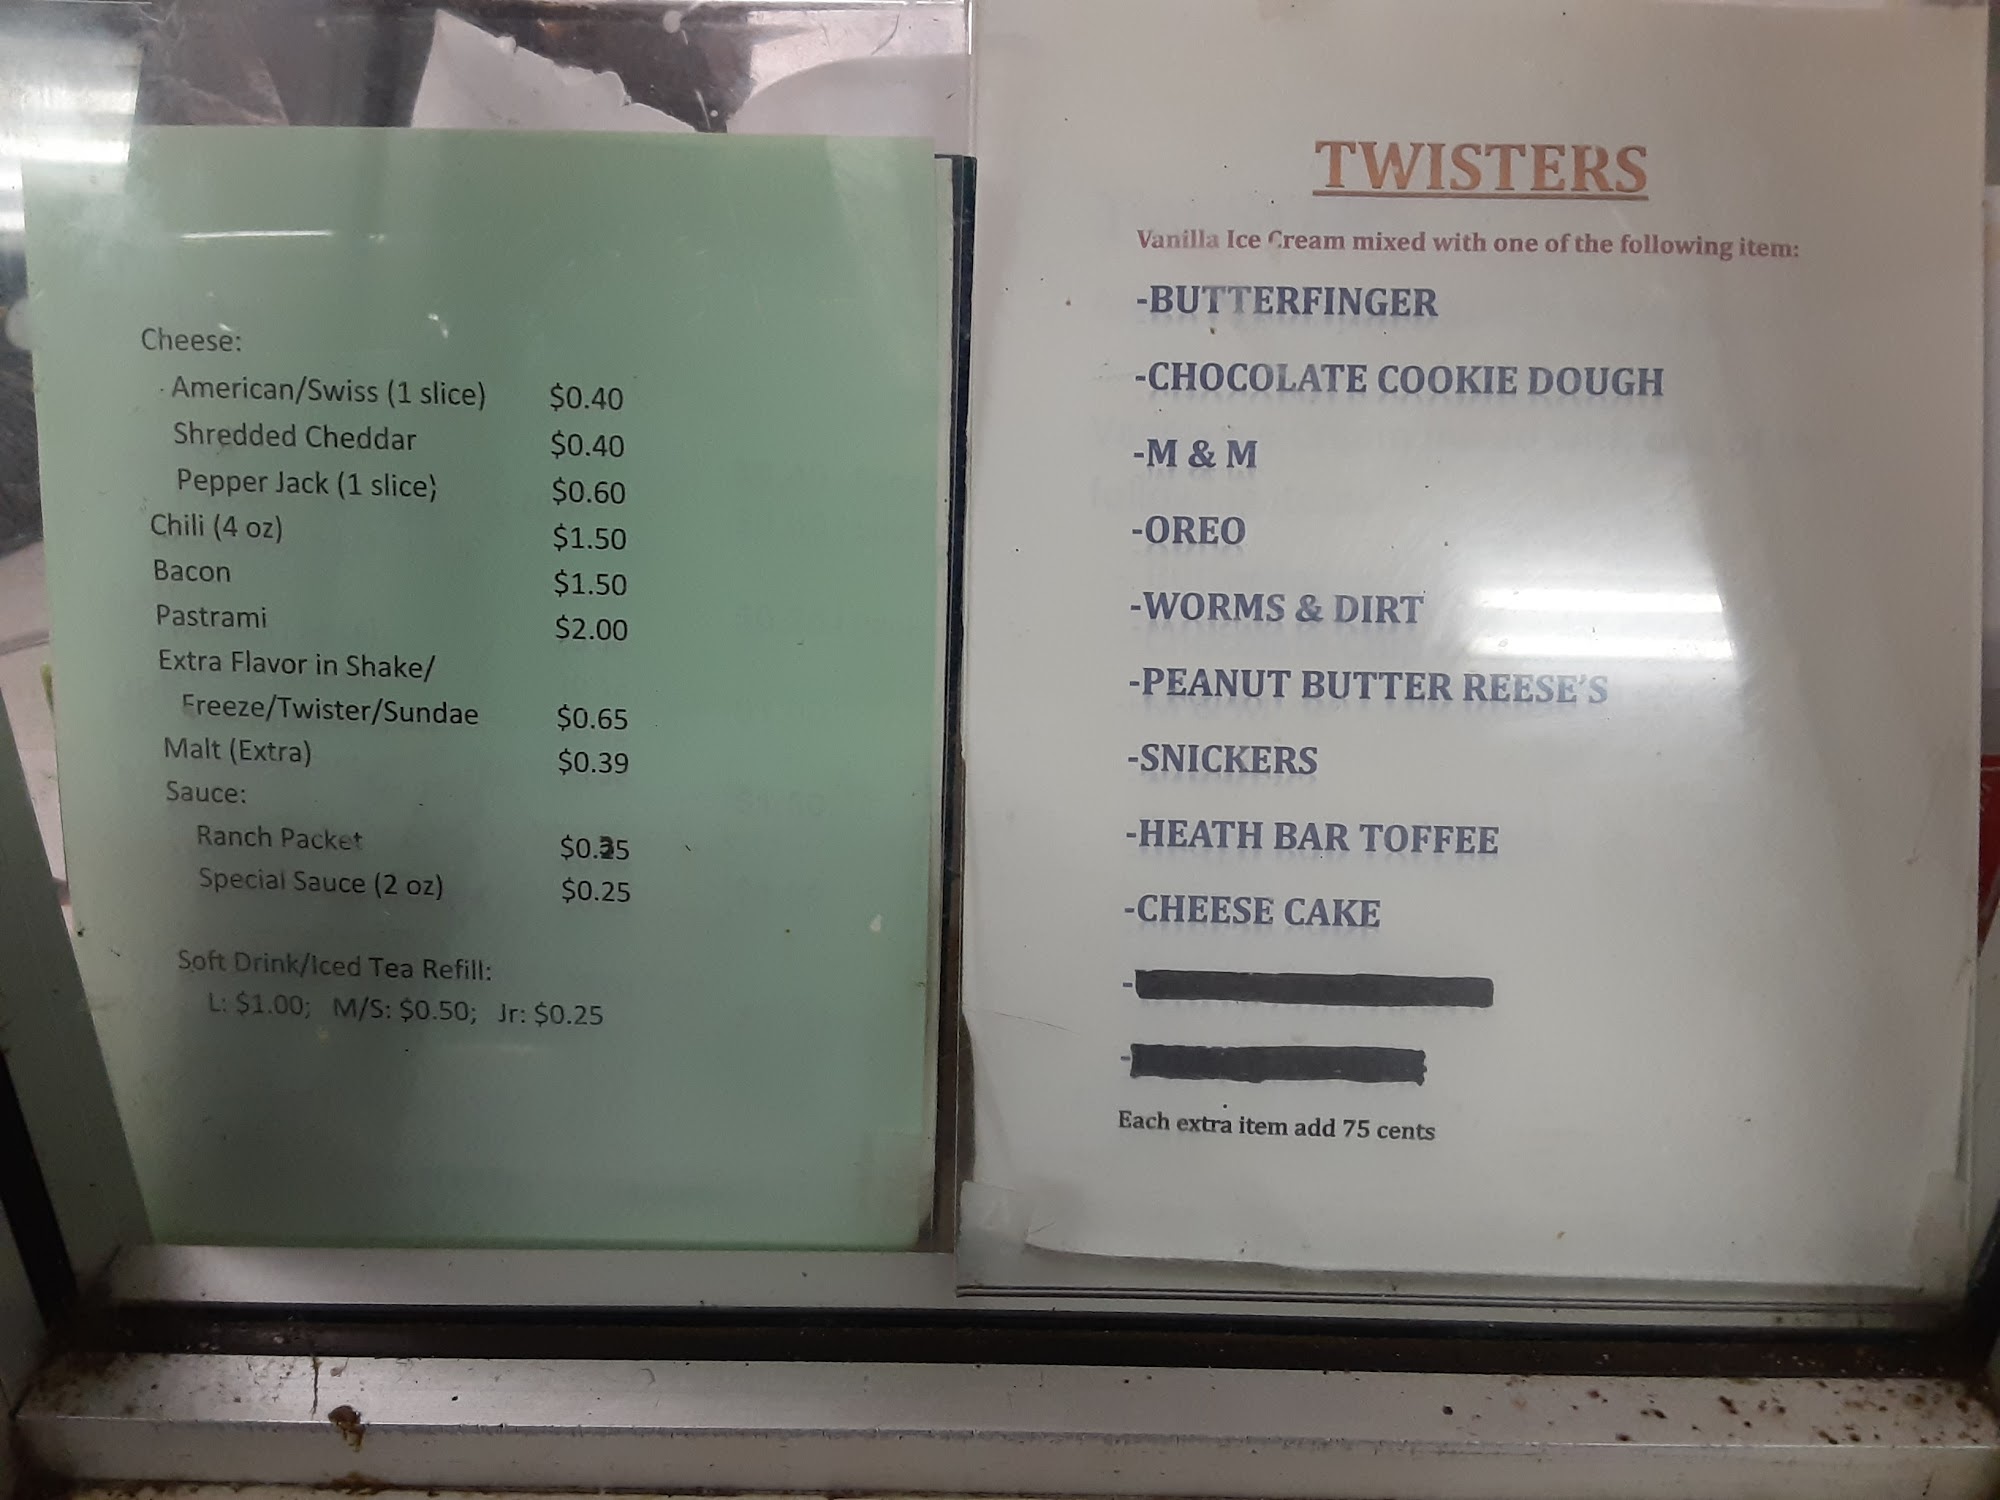 Cheese:
American/Swiss (1 slice) $0.40
Shredded Cheddar $0.40
Pepper Jack (1 slice) $0.60
Chili (4 oz) $1.50
Bacon $1.50
Pastrami $2.00
Extra Flavor in Shake/
Freeze/Twister/Sundae $0.65
Malt (Extra) $0.39
Sauce:
Ranch Packet
Special Sauce (2 oz) $0.25
Soft Drink/Iced Tea Refill:
L: $1.00; M/S: $0.50; Jr: $0.25
TWISTERS
Vanilla Ice Cream mixed with one of the following item:
-BUTTERFINGER
-CHOCOLATE COOKIE DOUGH
-M & M
-OREO
-WORMS & DIRT
-PEANUT BUTTER REESE'S
-SNICKERS
-HEATH BAR TOFFEE
-CHEESE CAKE
-
-
Each extra item add 75 cents